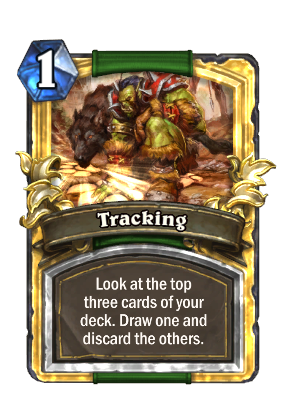 1
Tracking
Look at the top
three cards of your
deck. Draw one and
discard the others.